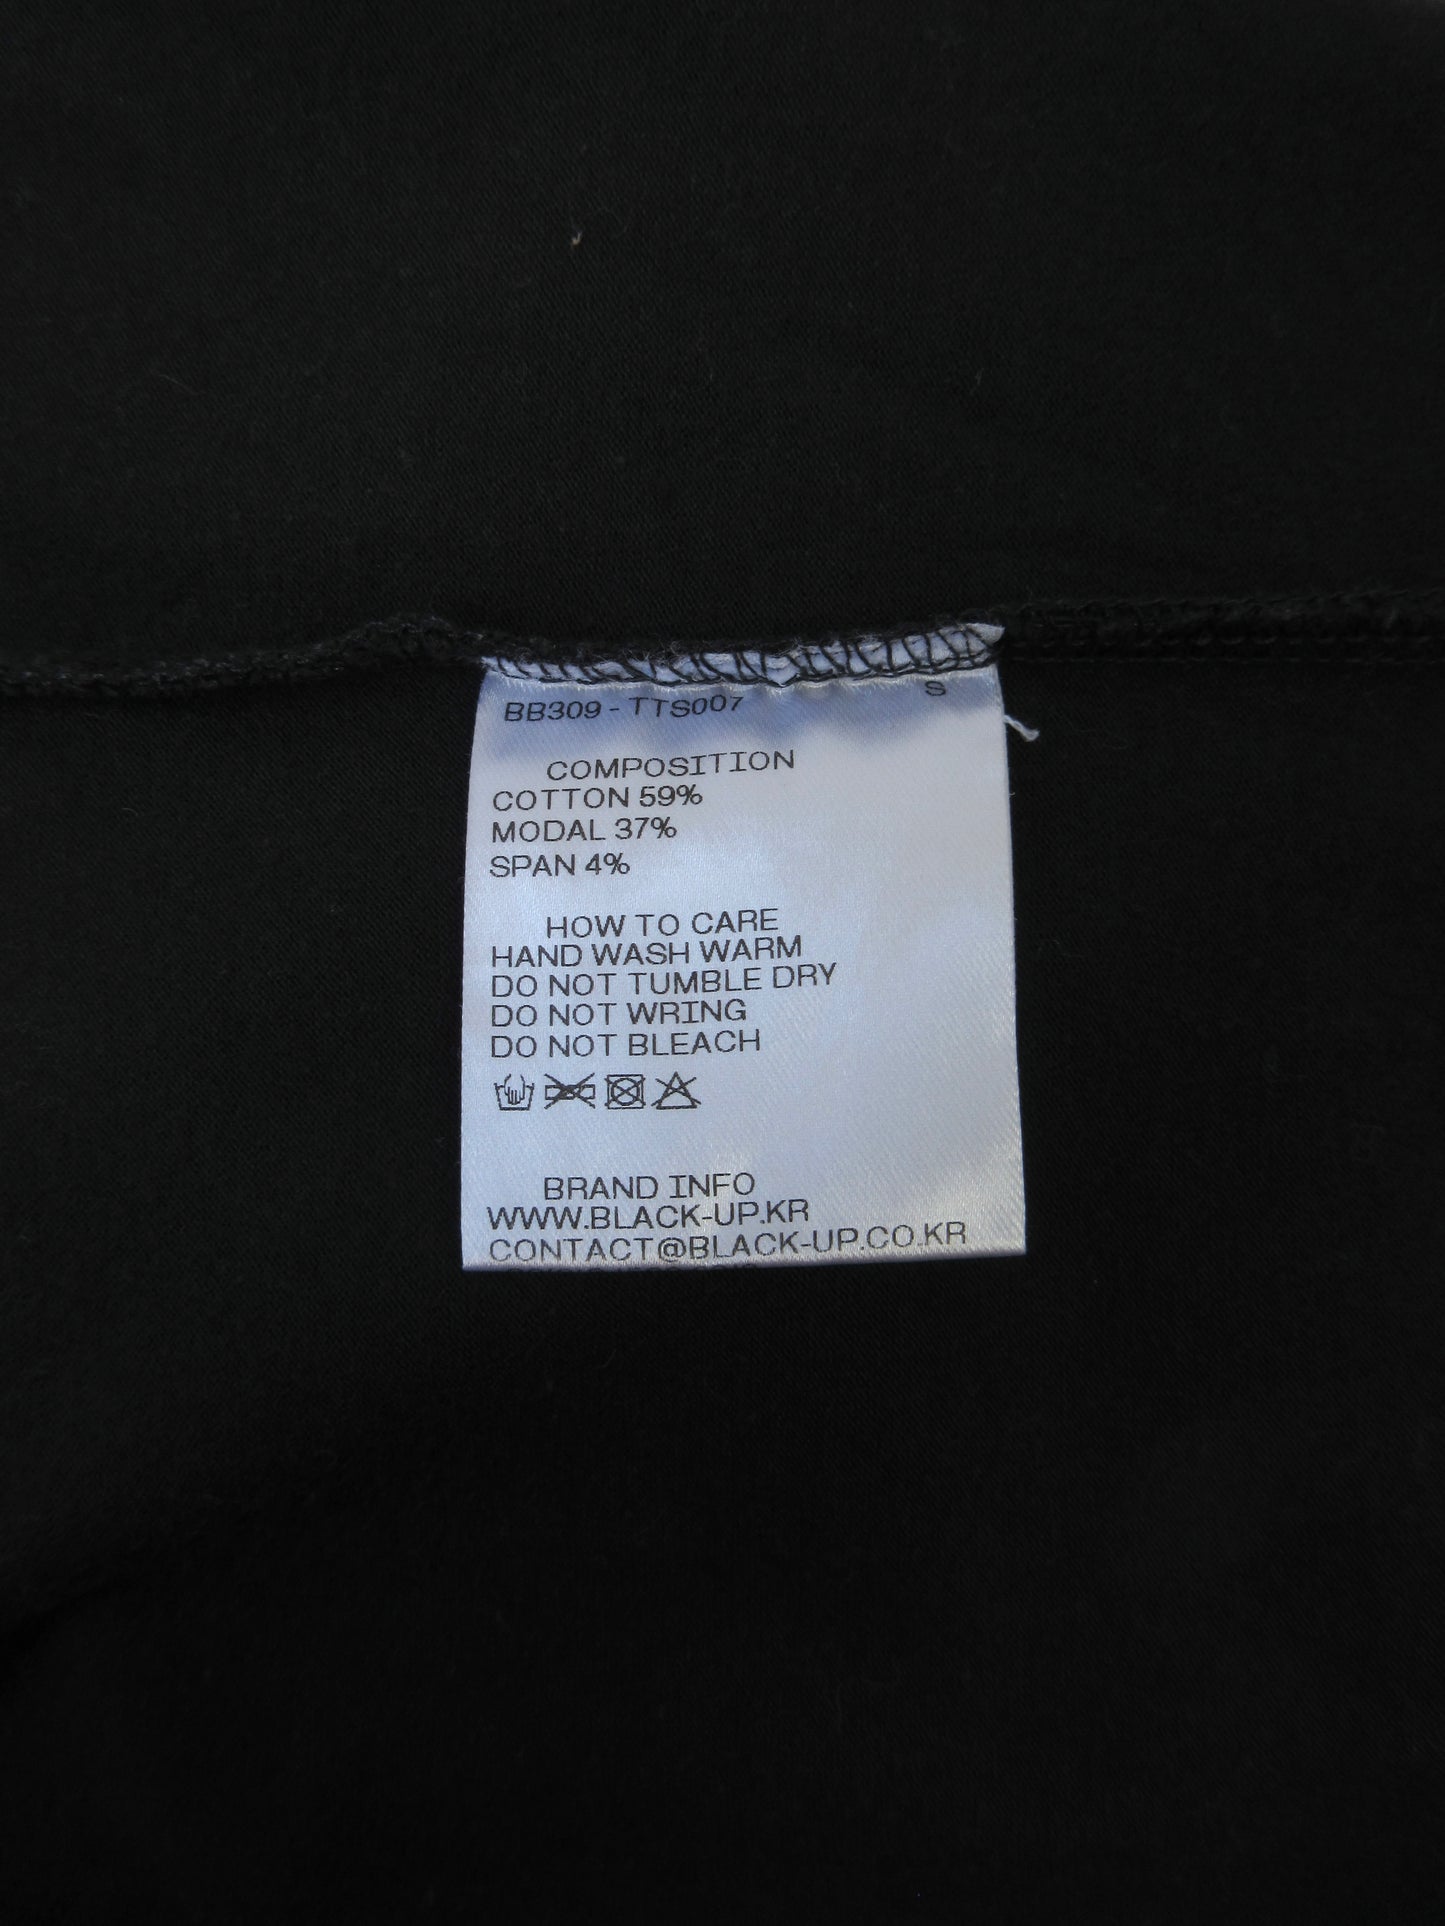 BB309 - TTS007 S
COMPOSITION
COTTON 59%
MODAL 37%
SPAN 4%
HOW TO CARE
HAND WASH WARM
DO NOT TUMBLE DRY
DO NOT WRING
DO NOT BLEACH
BRAND INFO
WWW.BLACK-UP.KR
CONTACT@BLACK-UP.CO.KR